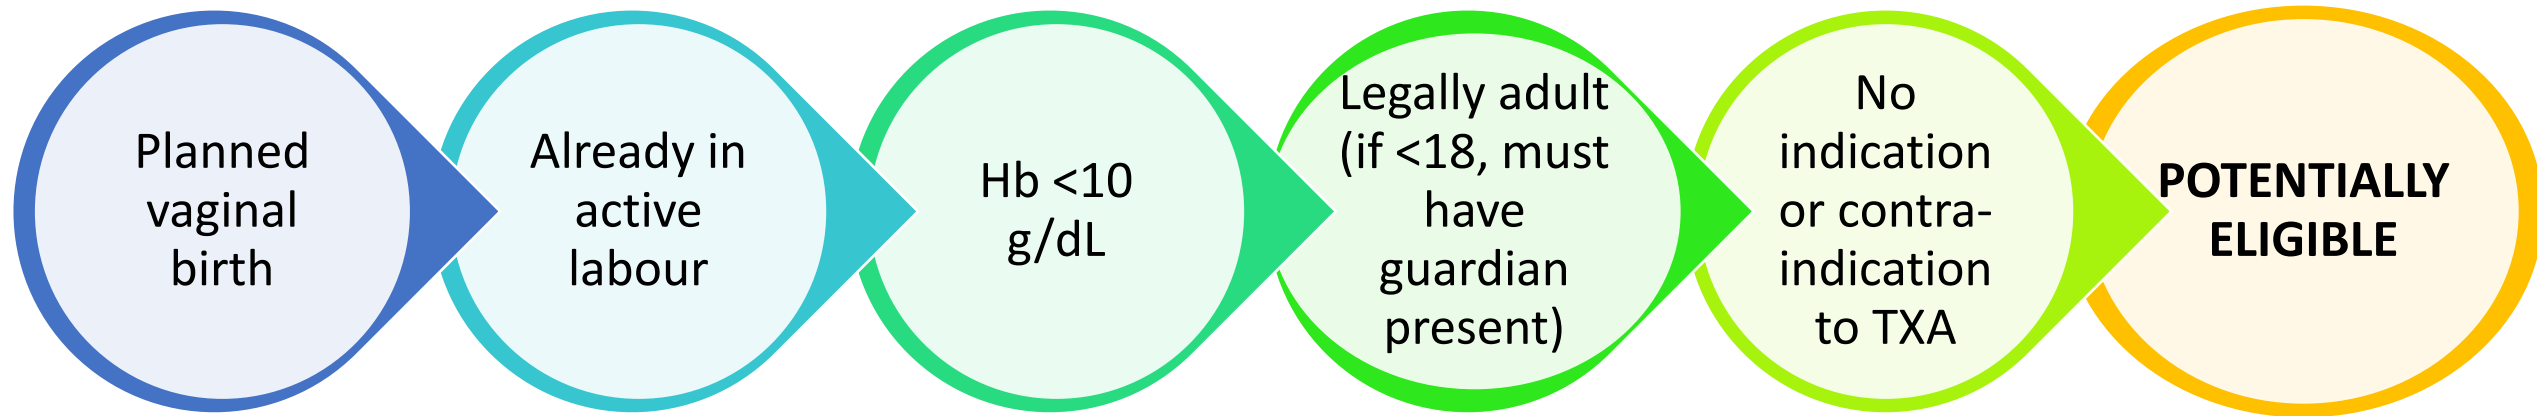 Planned
vaginal
birth
Already in
active
labour
Hb <10
g/dL
Legally adult
(if <18, must
have
guardian
present)
No
indication
or contra-
indication
to TXA
POTENTIALLY
ELIGIBLE